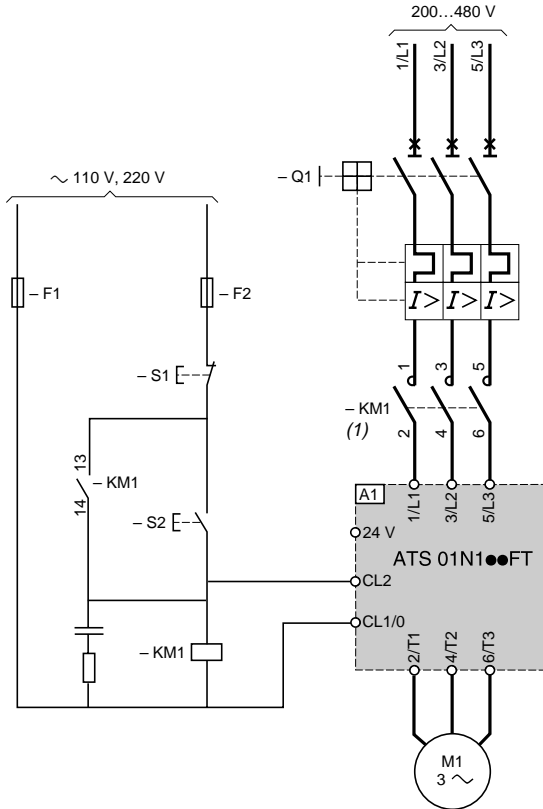 200…480 V
1/L1
3/L2
5/L3
– Q1
I >
I >
I >
∼ 110 V, 220 V
– F1
– F2
– S1
1
3
5
– KM1
(1)
2
4
6
13
14
– KM1
– S2
A1
1/L1
3/L2
5/L3
24 V
ATS 01N1●●FT
CL2
CL1/0
– KM1
2/T1
4/T2
6/T3
M1
3 ∼